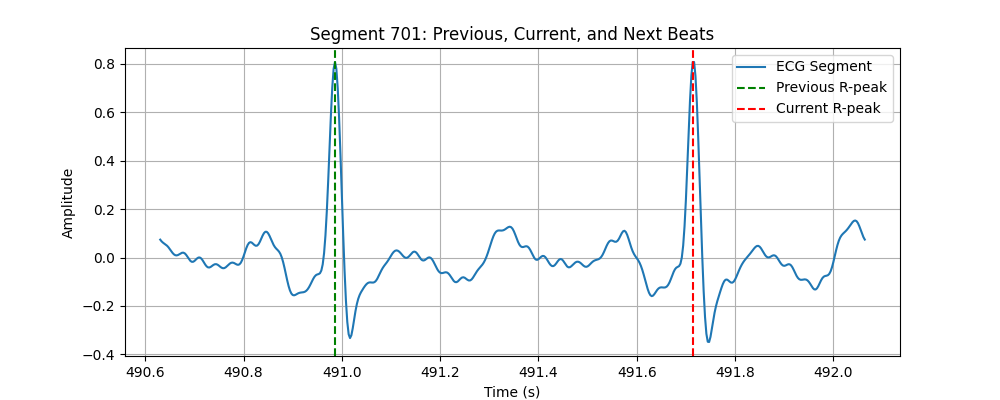 Segment 701: Previous, Current, and Next Beats
ECG Segment
Previous R-peak
Current R-peak
Amplitude
0.8
0.6
0.4
0.2
0.0
−0.2
−0.4
490.6 490.8 491.0 491.2 491.4 491.6 491.8 492.0
Time (s)